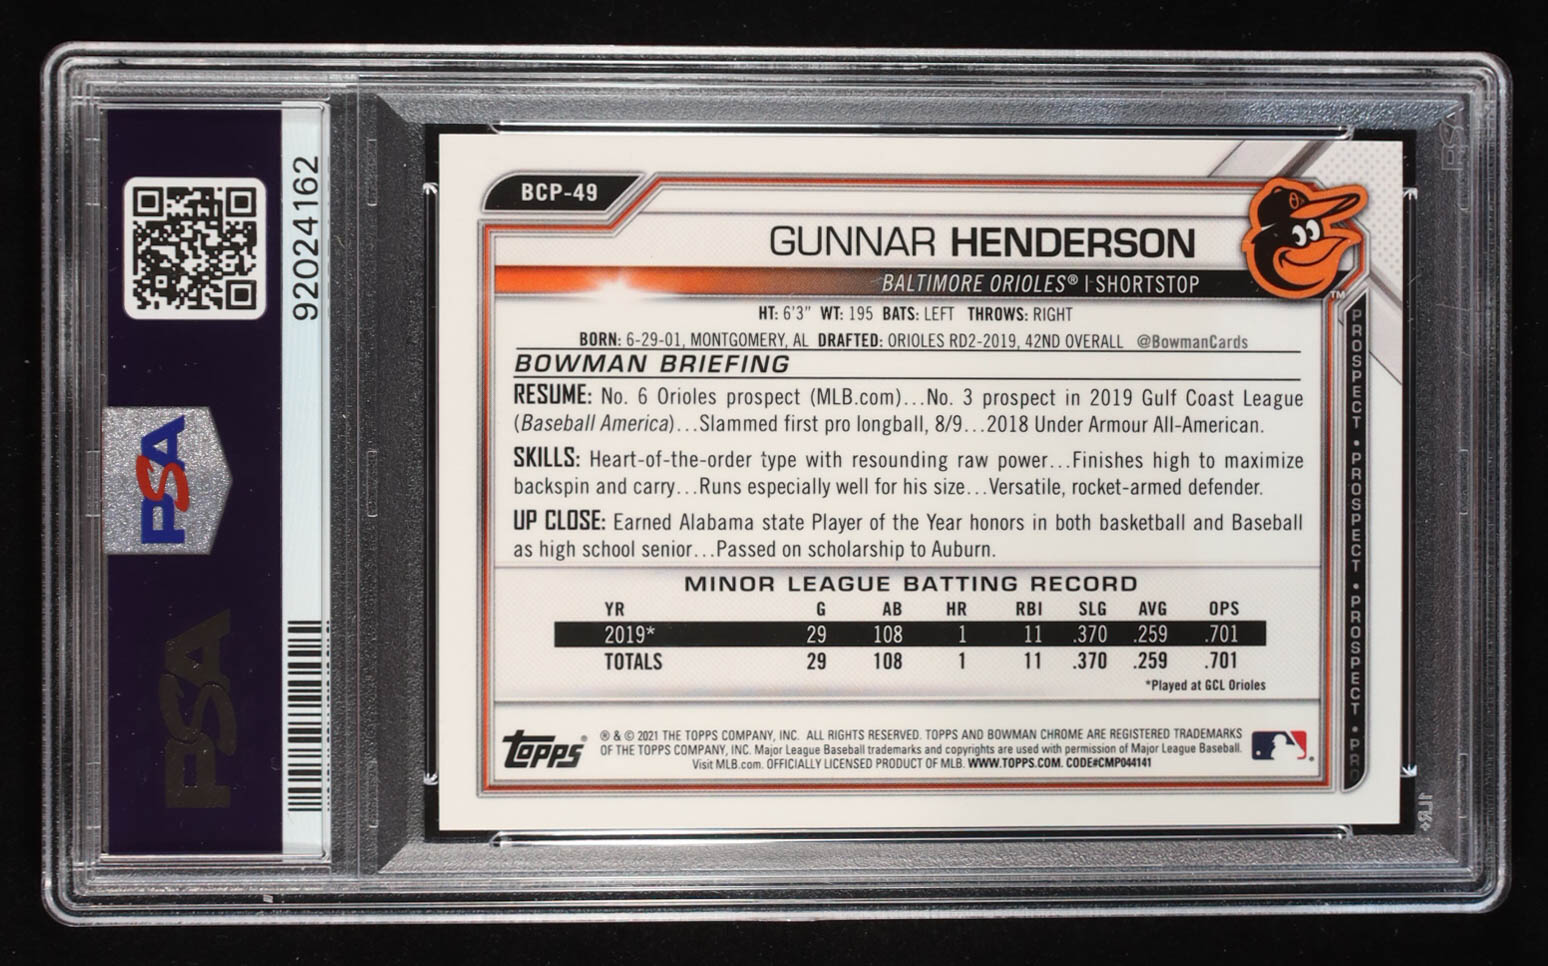 92024162
PSA
PSA
BCP-49
GUNNAR HENDERSON
BALTIMORE ORIOLES® | SHORTSTOP
HT: 6'3" WT: 195 BATS: LEFT THROWS: RIGHT
BORN: 6-29-01, MONTGOMERY, AL DRAFTED: ORIOLES RD2-2019, 42ND OVERALL @BowmanCards
BOWMAN BRIEFING
RESUME: No. 6 Orioles prospect (MLB.com)...No. 3 prospect in 2019 Gulf Coast League
(Baseball America)...Slammed first pro longball, 8/9...2018 Under Armour All-American.
SKILLS: Heart-of-the-order type with resounding raw power...Finishes high to maximize
backspin and carry...Runs especially well for his size...Versatile, rocket-armed defender.
UP CLOSE: Earned Alabama state Player of the Year honors in both basketball and Baseball
as high school senior...Passed on scholarship to Auburn.
MINOR LEAGUE BATTING RECORD
YR G AB HR RBI SLG AVG OPS
2019* 29 108 1 11 .370 .259 .701
TOTALS 29 108 1 11 .370 .259 .701
*Played at GCL Orioles
Topps®
® & © 2021 THE TOPPS COMPANY, INC. ALL RIGHTS RESERVED. TOPPS AND BOWMAN CHROME ARE REGISTERED TRADEMARKS
OF THE TOPPS COMPANY, INC. Major League Baseball trademarks and copyrights are used with permission of Major League Baseball.
Visit MLB.com. OFFICIALLY LICENSED PRODUCT OF MLB. WWW.TOPPS.COM. CODE#CMP044141
TM
PROSPECT • PROSPECT • PROSPECT • PRO